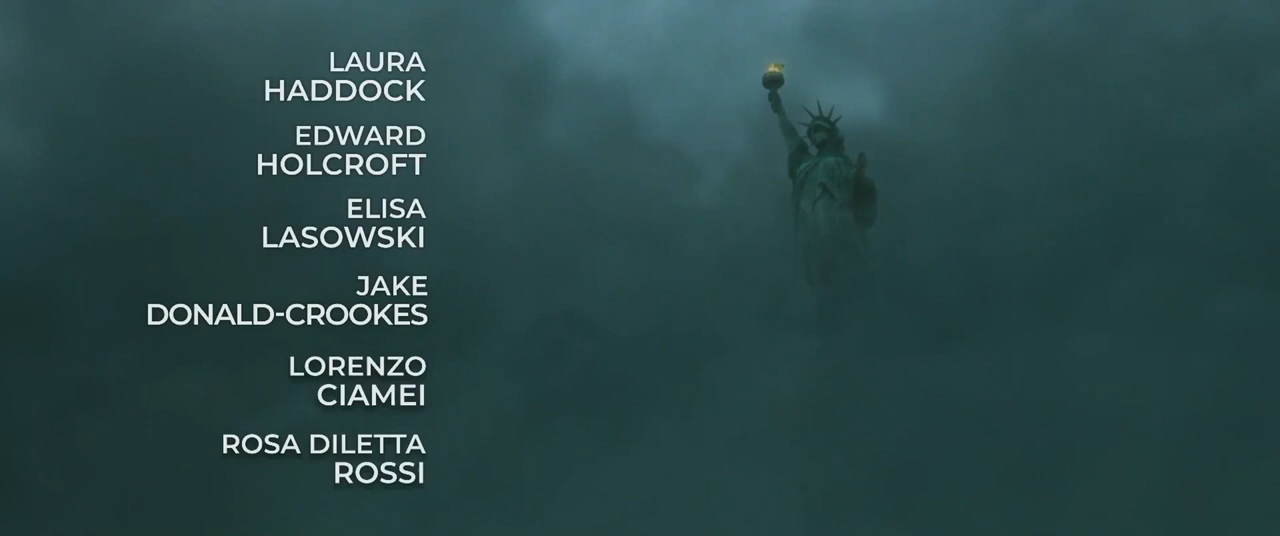 LAURA
HADDOCK
EDWARD
HOLCROFT
ELISA
LASOWSKI
JAKE
DONALD-CROOKES
LORENZO
CIAMEI
ROSA DILETTA
ROSSI